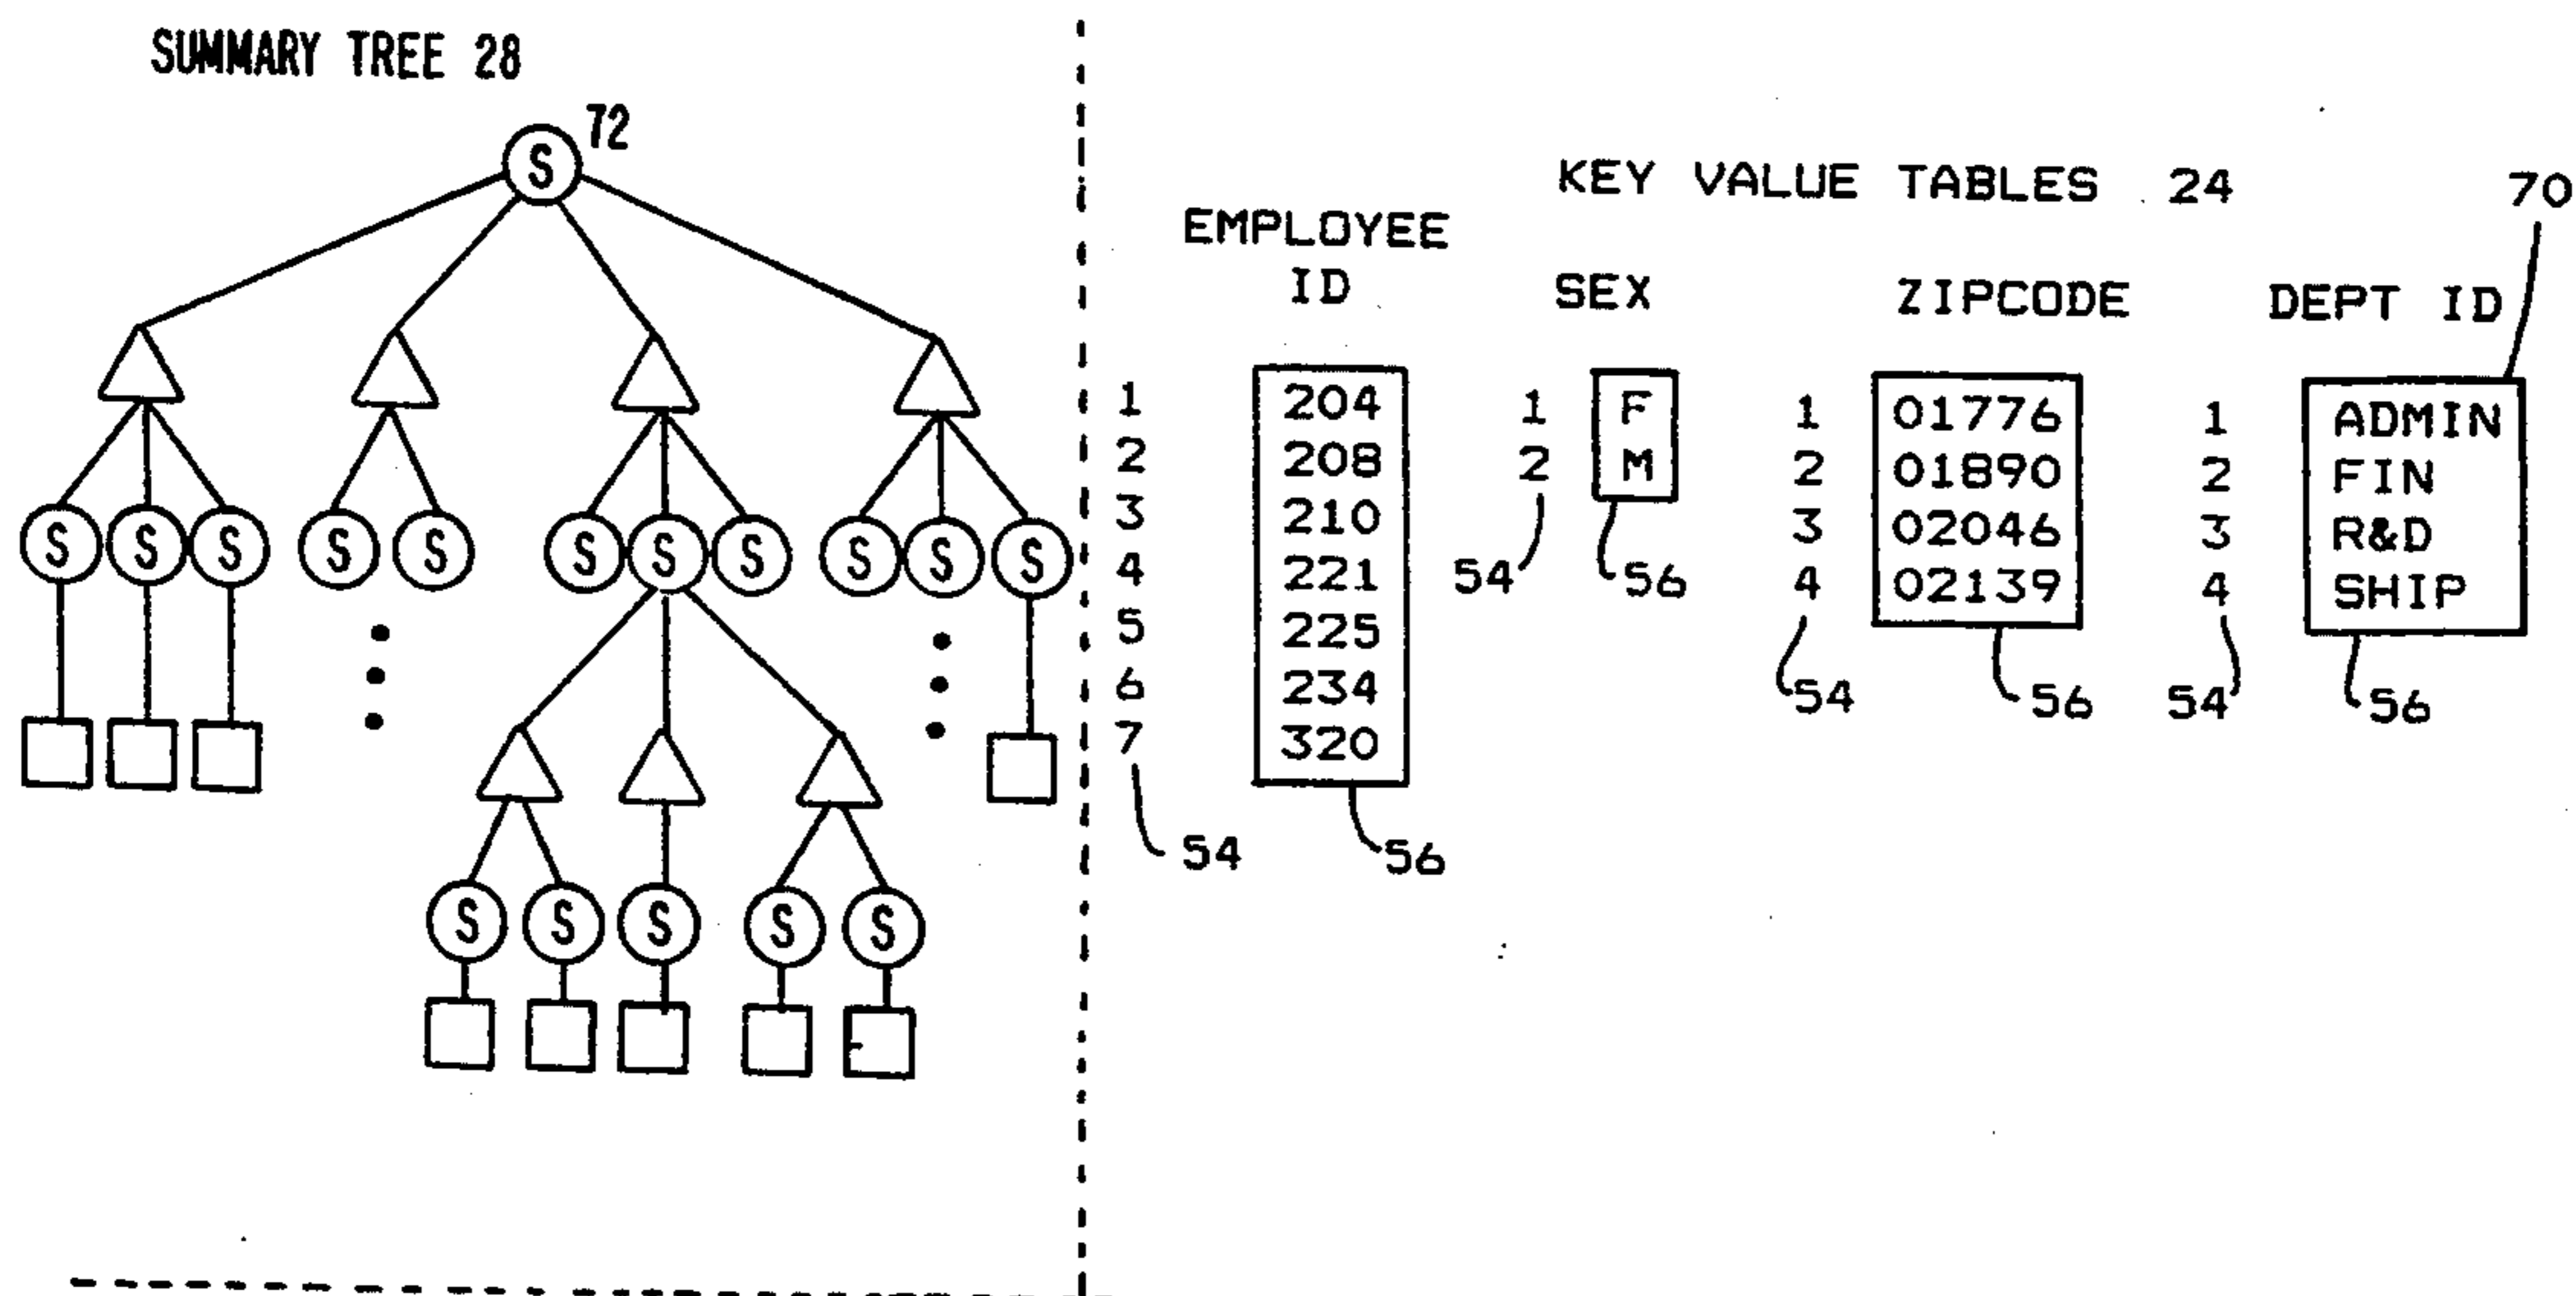 SUMMARY TREE 28
72
S
S S S S S S S S S S S
S S S S S
KEY VALUE TABLES 24
70
EMPLOYEE
ID
SEX
ZIPCODE
DEPT ID
1 204
2 208
3 210
4 221
5 225
6 234
7 320
54
56
1 F
2 M
54
56
1 01776
2 01890
3 02046
4 02139
54
56
1 ADMIN
2 FIN
3 R&D
4 SHIP
54
56